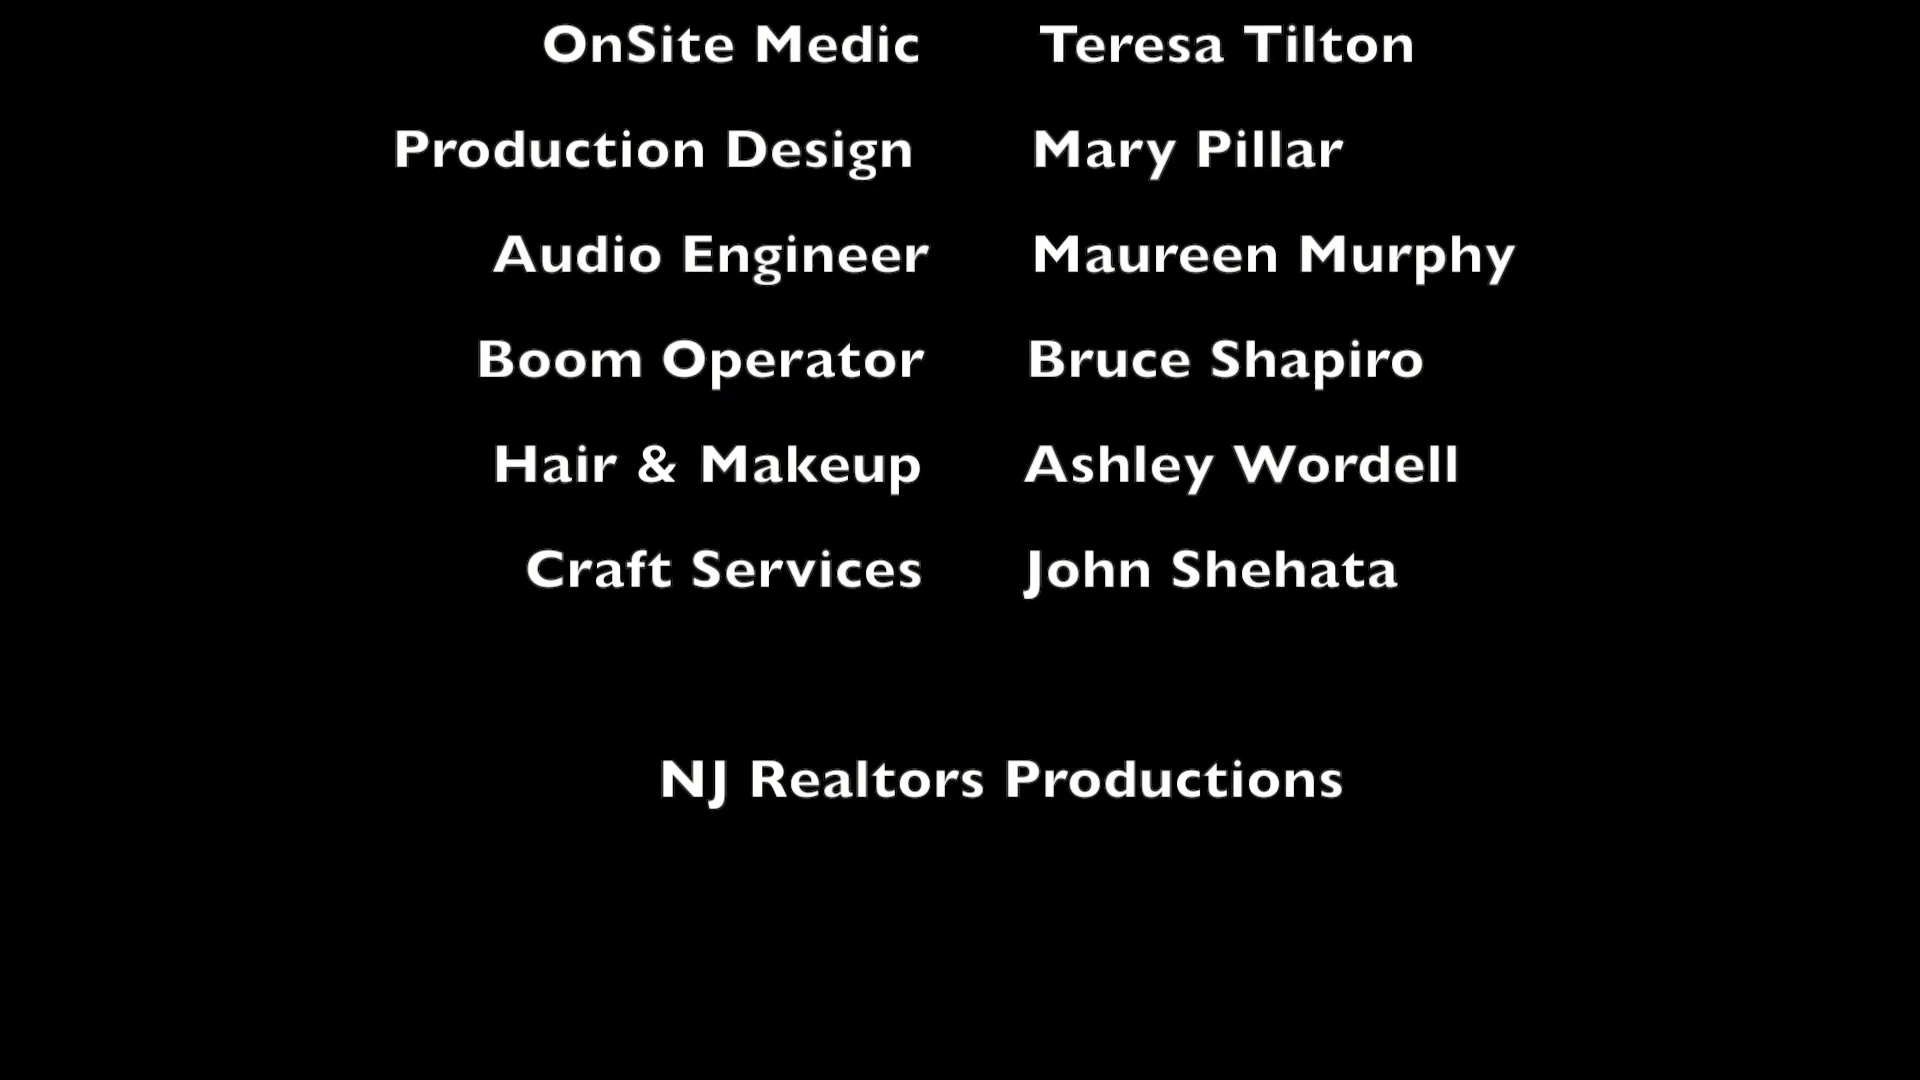 OnSite Medic Teresa Tilton
Production Design Mary Pillar
Audio Engineer Maureen Murphy
Boom Operator Bruce Shapiro
Hair & Makeup Ashley Wordell
Craft Services John Shehata
NJ Realtors Productions